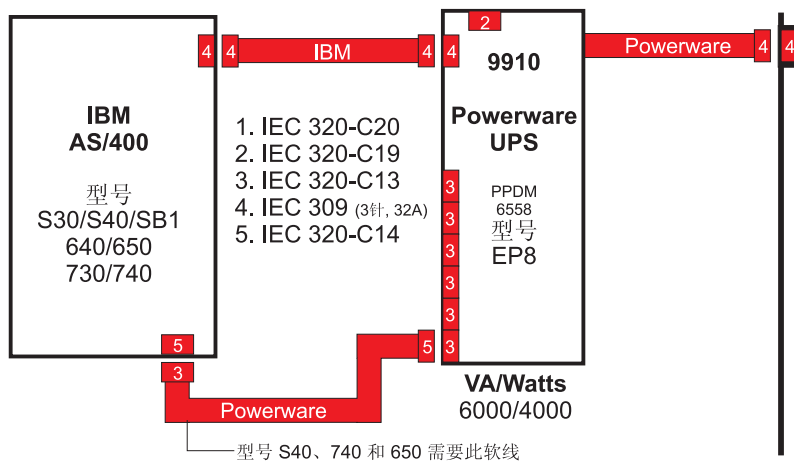 2
4 4 IBM 4 4
9910
Powerware 4 4
IBM
AS/400
型号
S30/S40/SB1
640/650
730/740
5
1. IEC 320-C20
2. IEC 320-C19
3. IEC 320-C13
4. IEC 309 (3针, 32A)
5. IEC 320-C14
Powerware
UPS
PPDM
6558
型号
EP8
3
3
3
3
3
3
5
3
Powerware
VA/Watts
6000/4000
型号 S40、740 和 650 需要此软线